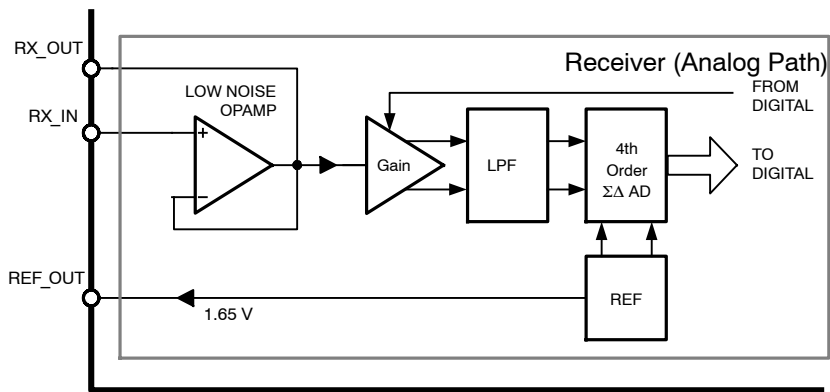 RX_OUT
Receiver (Analog Path)
LOW NOISE
OPAMP
FROM
DIGITAL
RX_IN
+
−
Gain
LPF
4th
Order
ΣΔ AD
TO
DIGITAL
REF_OUT
1.65 V
REF